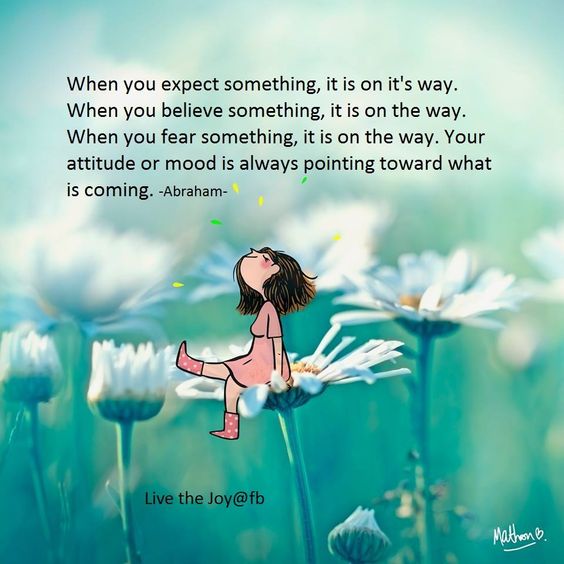 When you expect something, it is on it's way.
When you believe something, it is on the way.
When you fear something, it is on the way. Your
attitude or mood is always pointing toward what
is coming. -Abraham-
Live the Joy@fb